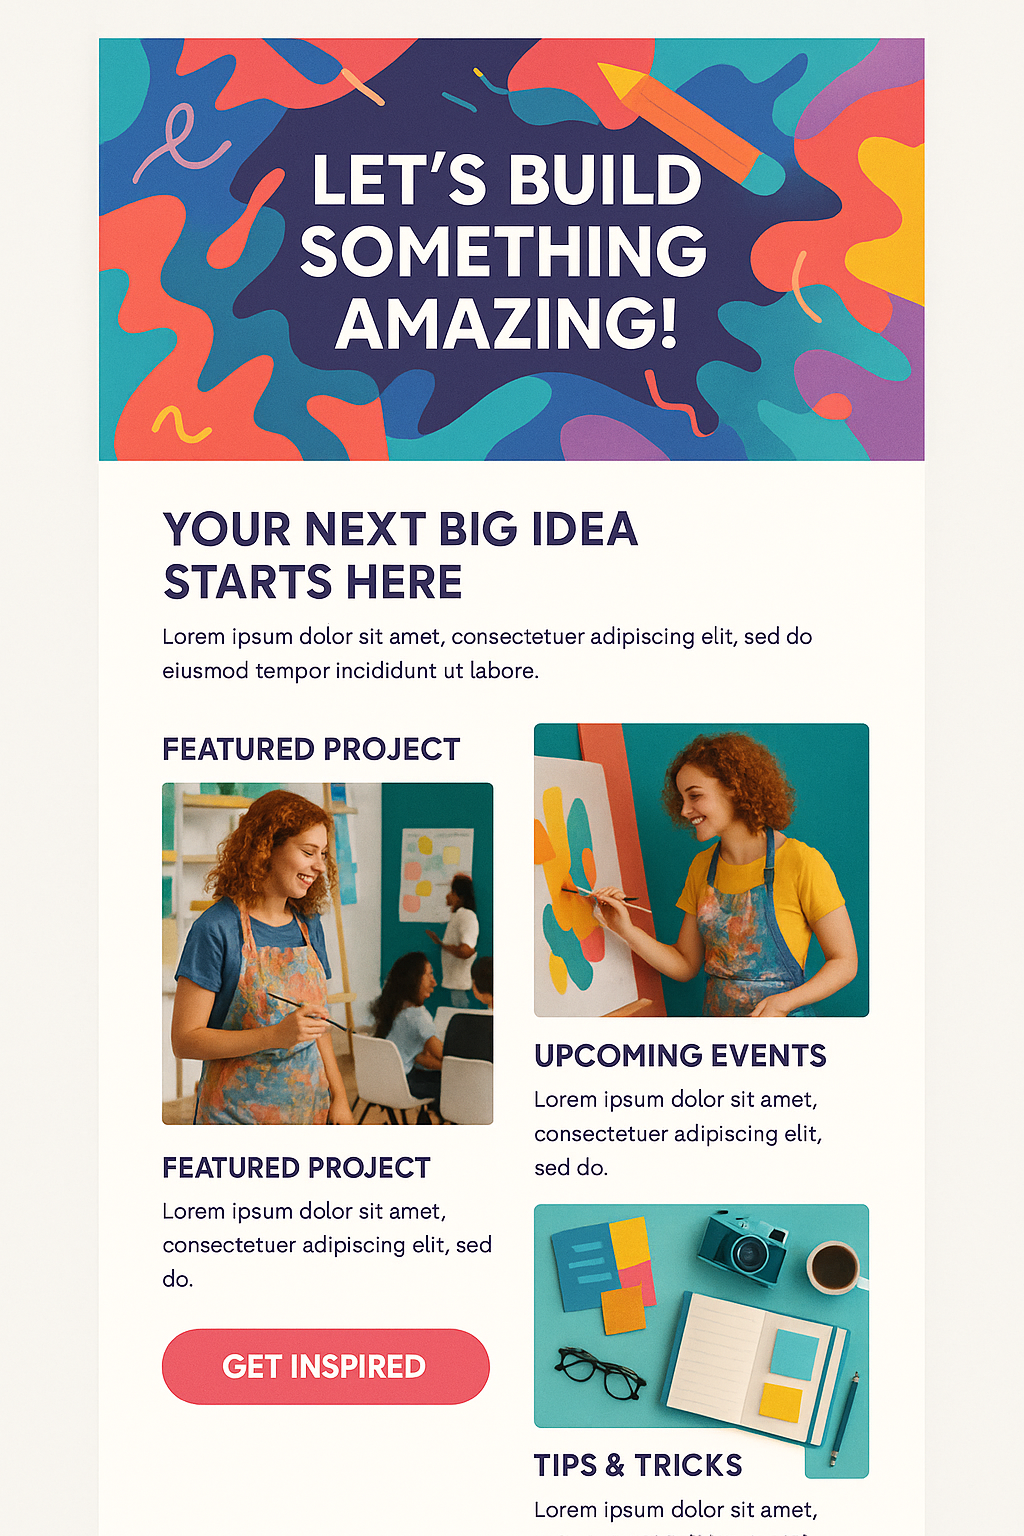 LET'S BUILD
SOMETHING
AMAZING!
YOUR NEXT BIG IDEA
STARTS HERE
Lorem ipsum dolor sit amet, consectetuer adipiscing elit, sed do
eiusmod tempor incididunt ut labore.
FEATURED PROJECT
FEATURED PROJECT
Lorem ipsum dolor sit amet,
consectetuer adipiscing elit, sed
do.
GET INSPIRED
UPCOMING EVENTS
Lorem ipsum dolor sit amet,
consectetuer adipiscing elit,
sed do.
TIPS & TRICKS
Lorem ipsum dolor sit amet,